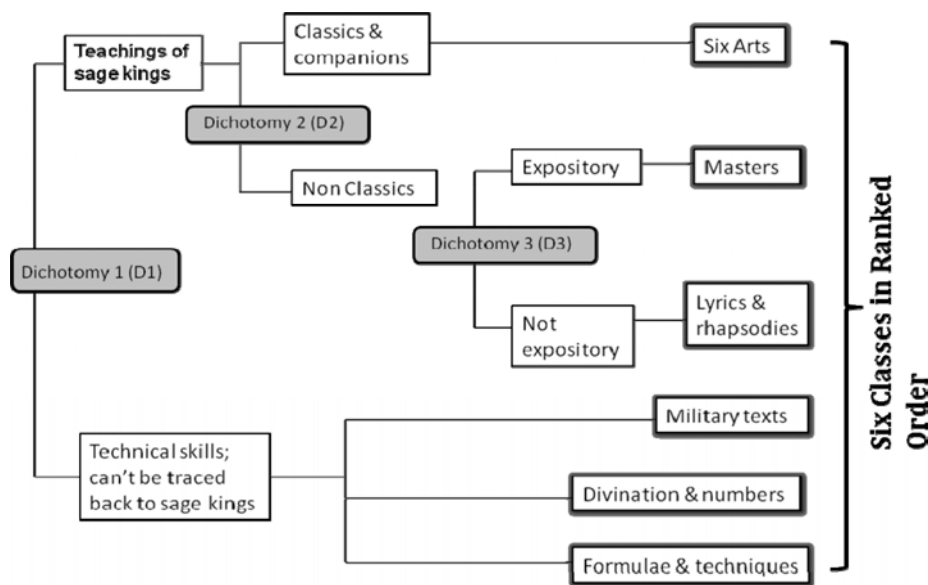 Teachings of
sage kings
Classics &
companions
Six Arts
Dichotomy 2 (D2)
Non Classics
Expository
Masters
Dichotomy 1 (D1)
Dichotomy 3 (D3)
Not
expository
Lyrics &
rhapsodies
Technical skills;
can't be traced
back to sage kings
Military texts
Divination & numbers
Formulae & techniques
Six Classes in Ranked
Order